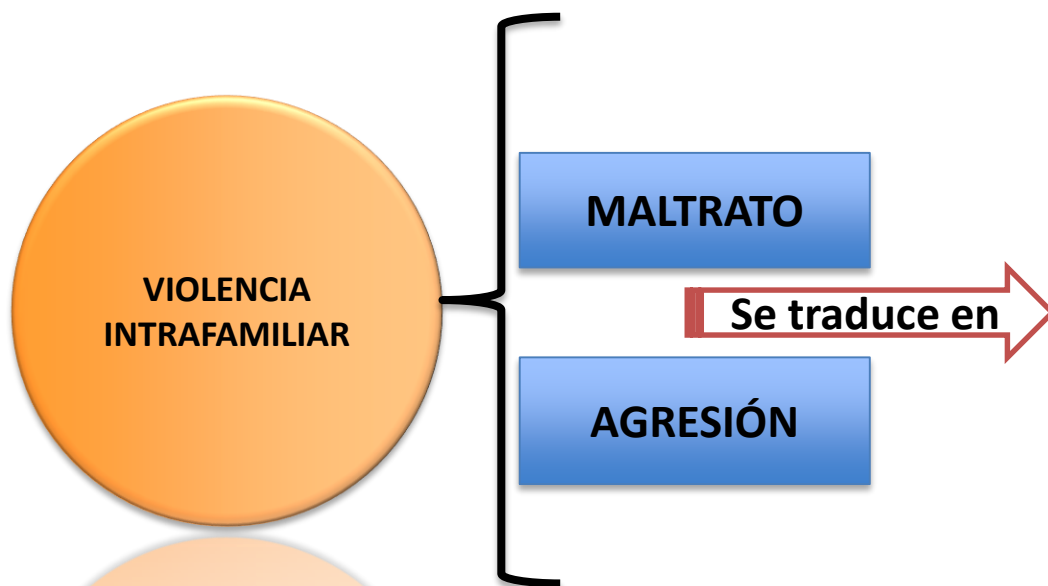 VIOLENCIA
INTRAFAMILIAR
MALTRATO
Se traduce en
AGRESIÓN